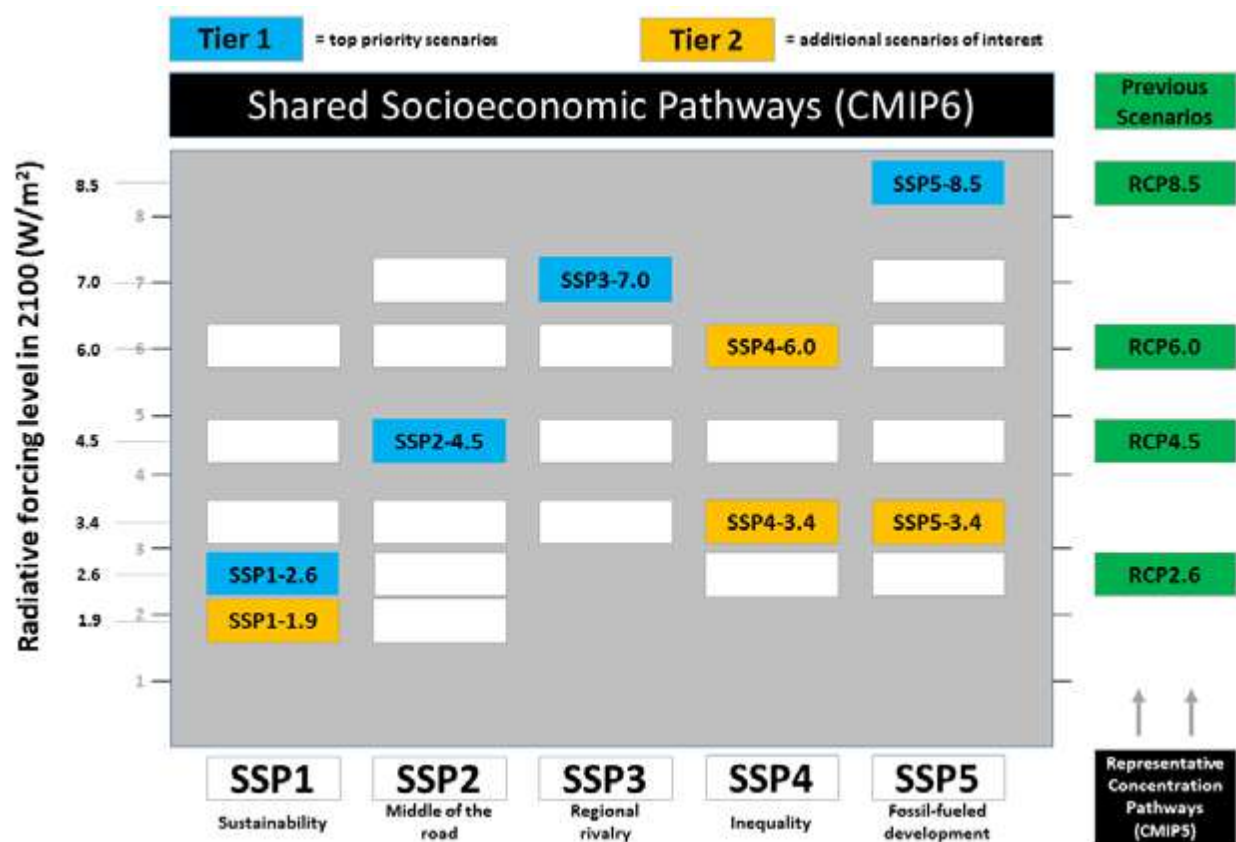 Tier 1
= top priority scenarios
Tier 2
= additional scenarios of interest
Shared Socioeconomic Pathways (CMIP6)
Previous
Scenarios
Radiative forcing level in 2100 (W/m²)
8.5
SSP5-8.5
RCP8.5
8
7.0
7
SSP3-7.0
6.0
6
SSP4-6.0
RCP6.0
5
4.5
SSP2-4.5
RCP4.5
4
3.4
SSP4-3.4
SSP5-3.4
3
2.6
SSP1-2.6
RCP2.6
1.9
2
SSP1-1.9
1
SSP1
SSP2
SSP3
SSP4
SSP5
Sustainability
Middle of the
road
Regional
rivalry
Inequality
Fossil-fueled
development
Representative
Concentration
Pathways
(CMIP5)